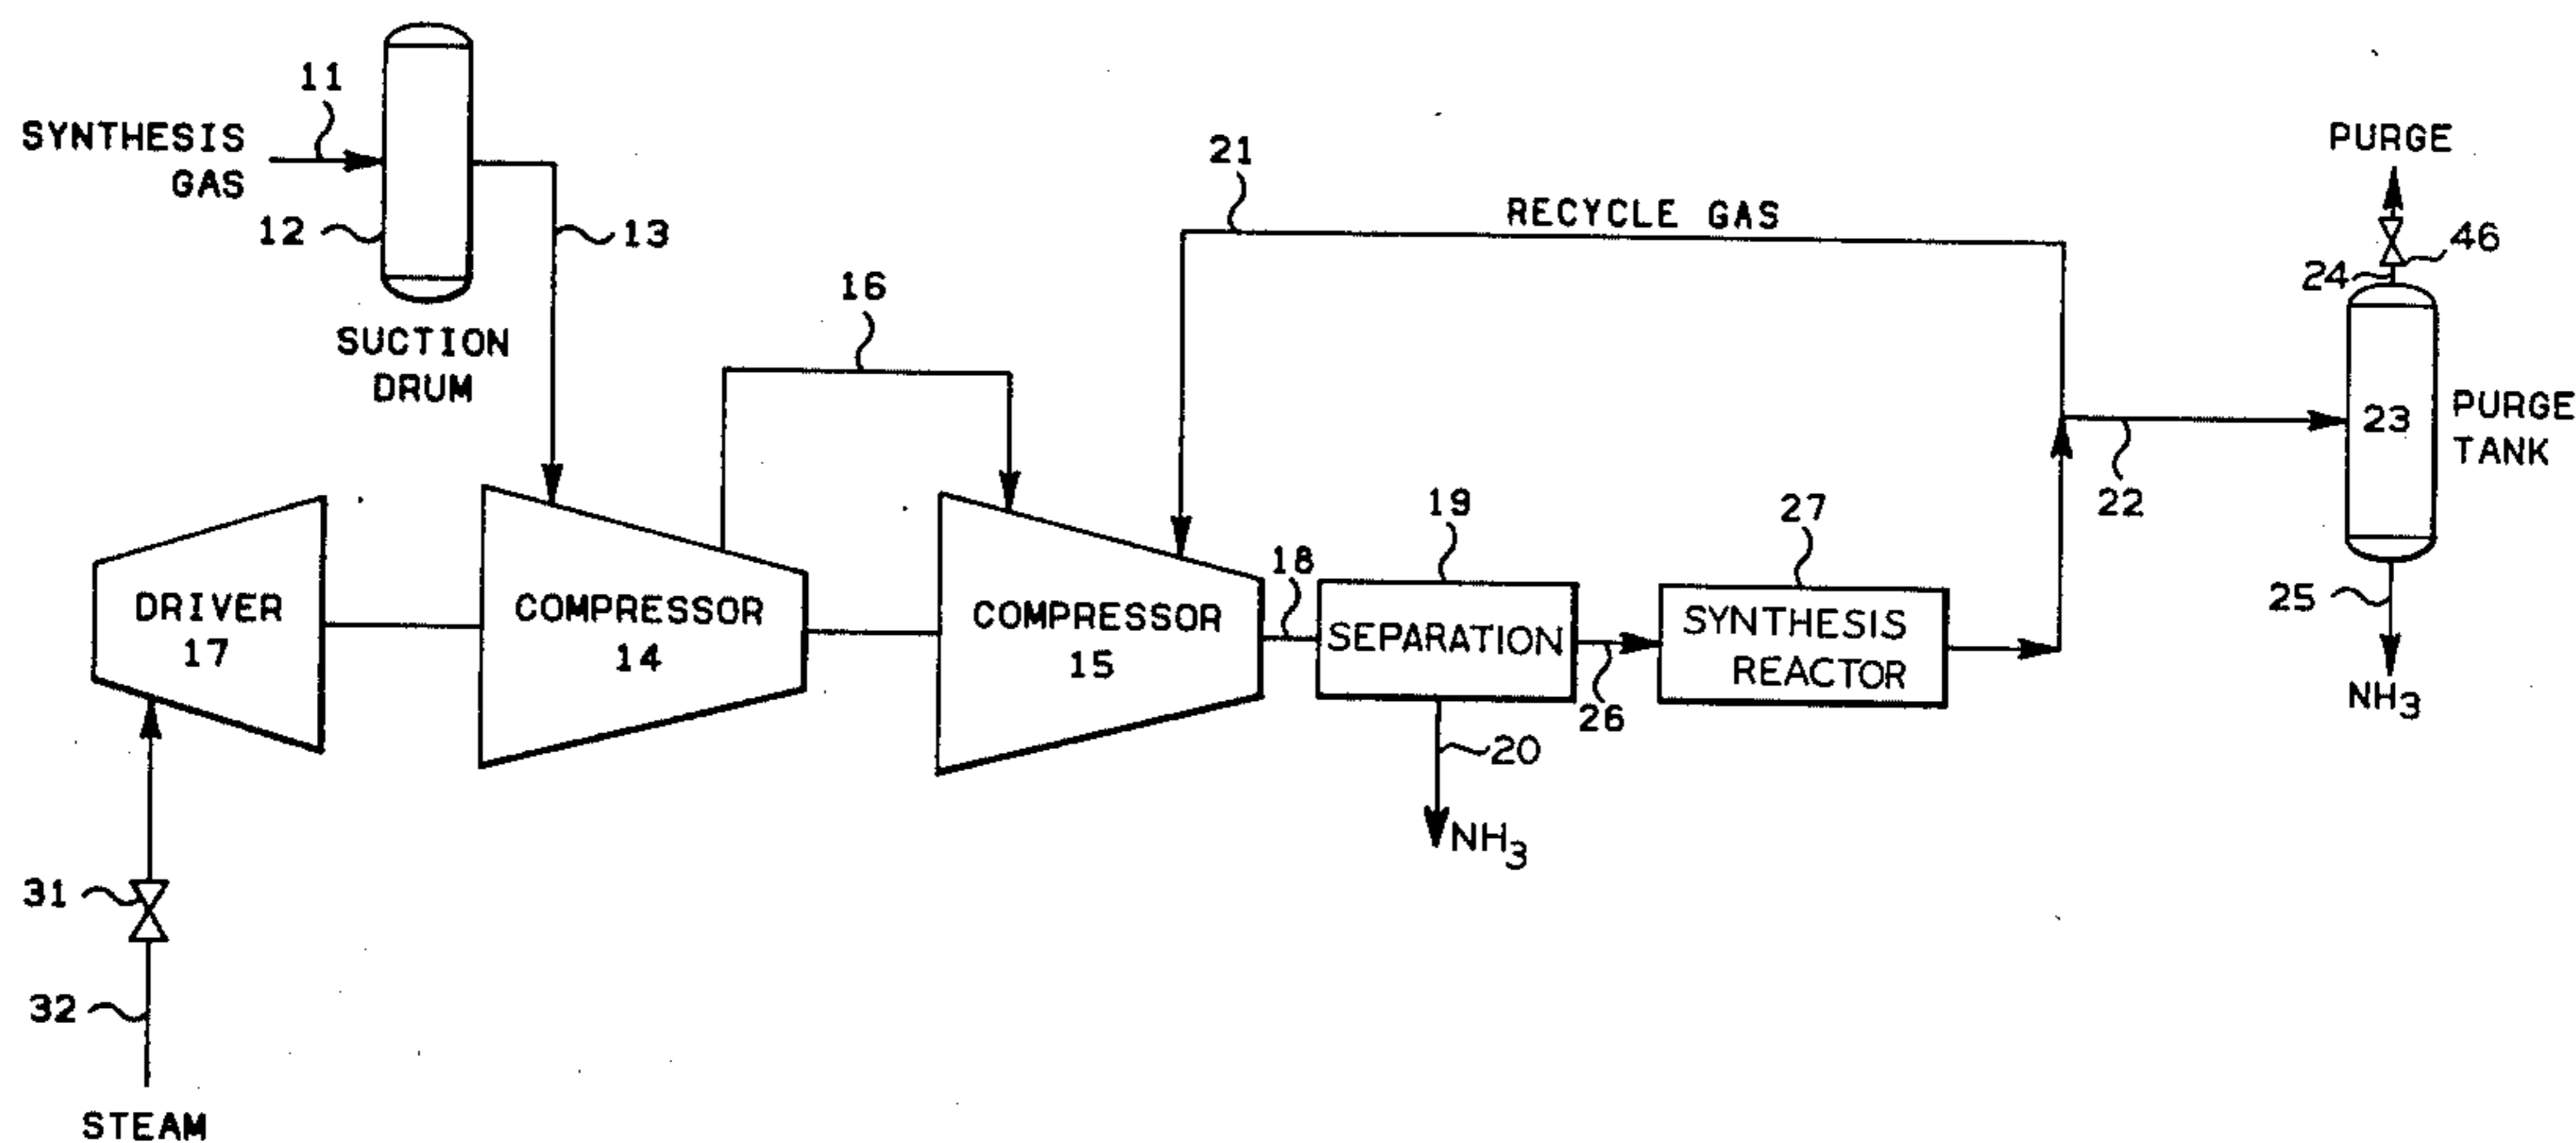 11
SYNTHESIS
GAS
12
13
SUCTION
DRUM
16
21
RECYCLE GAS
PURGE
46
24
23
PURGE
TANK
22
25
NH3
DRIVER
17
COMPRESSOR
14
COMPRESSOR
15
18
19
SEPARATION
26
27
SYNTHESIS
REACTOR
20
NH3
31
32
STEAM